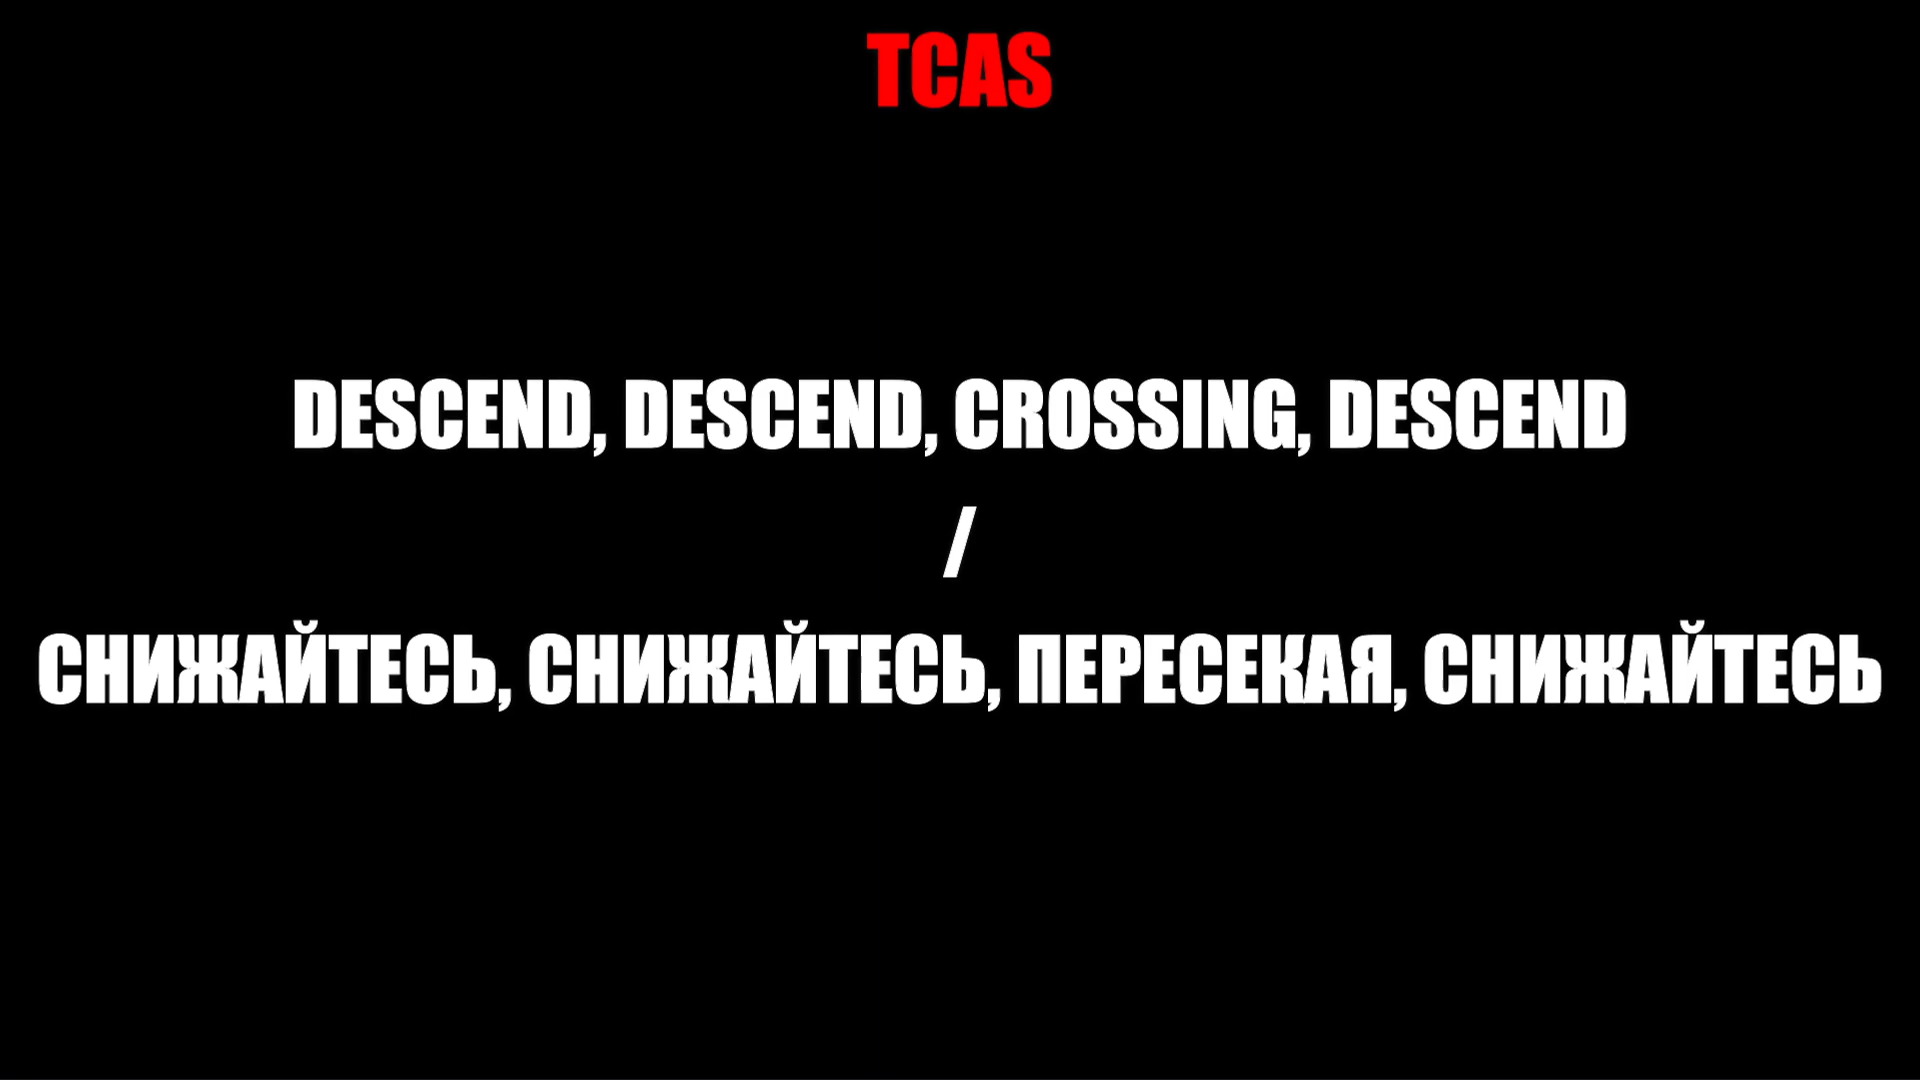 TCAS
DESCEND, DESCEND, CROSSING, DESCEND
/
СНИЖАЙТЕСЬ, СНИЖАЙТЕСЬ, ПЕРЕСЕКАЯ, СНИЖАЙТЕСЬ